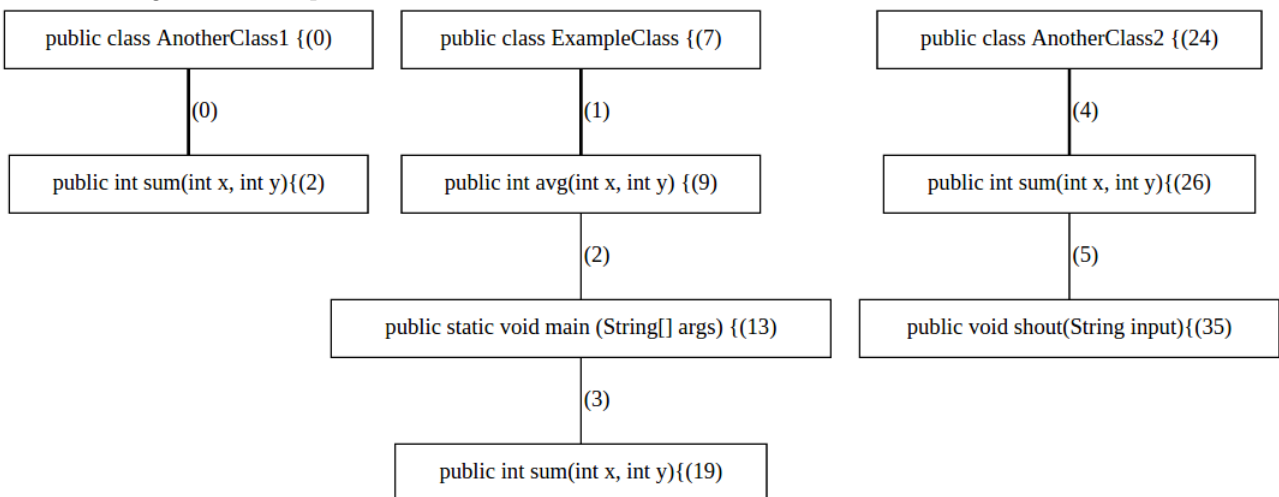 public class AnotherClass1 {(0)
public class ExampleClass {(7)
public class AnotherClass2 {(24)
(0)
(1)
(4)
public int sum(int x, int y){(2)
public int avg(int x, int y) {(9)
public int sum(int x, int y){(26)
(2)
(5)
public static void main (String[] args) {(13)
public void shout(String input){(35)
(3)
public int sum(int x, int y){(19)